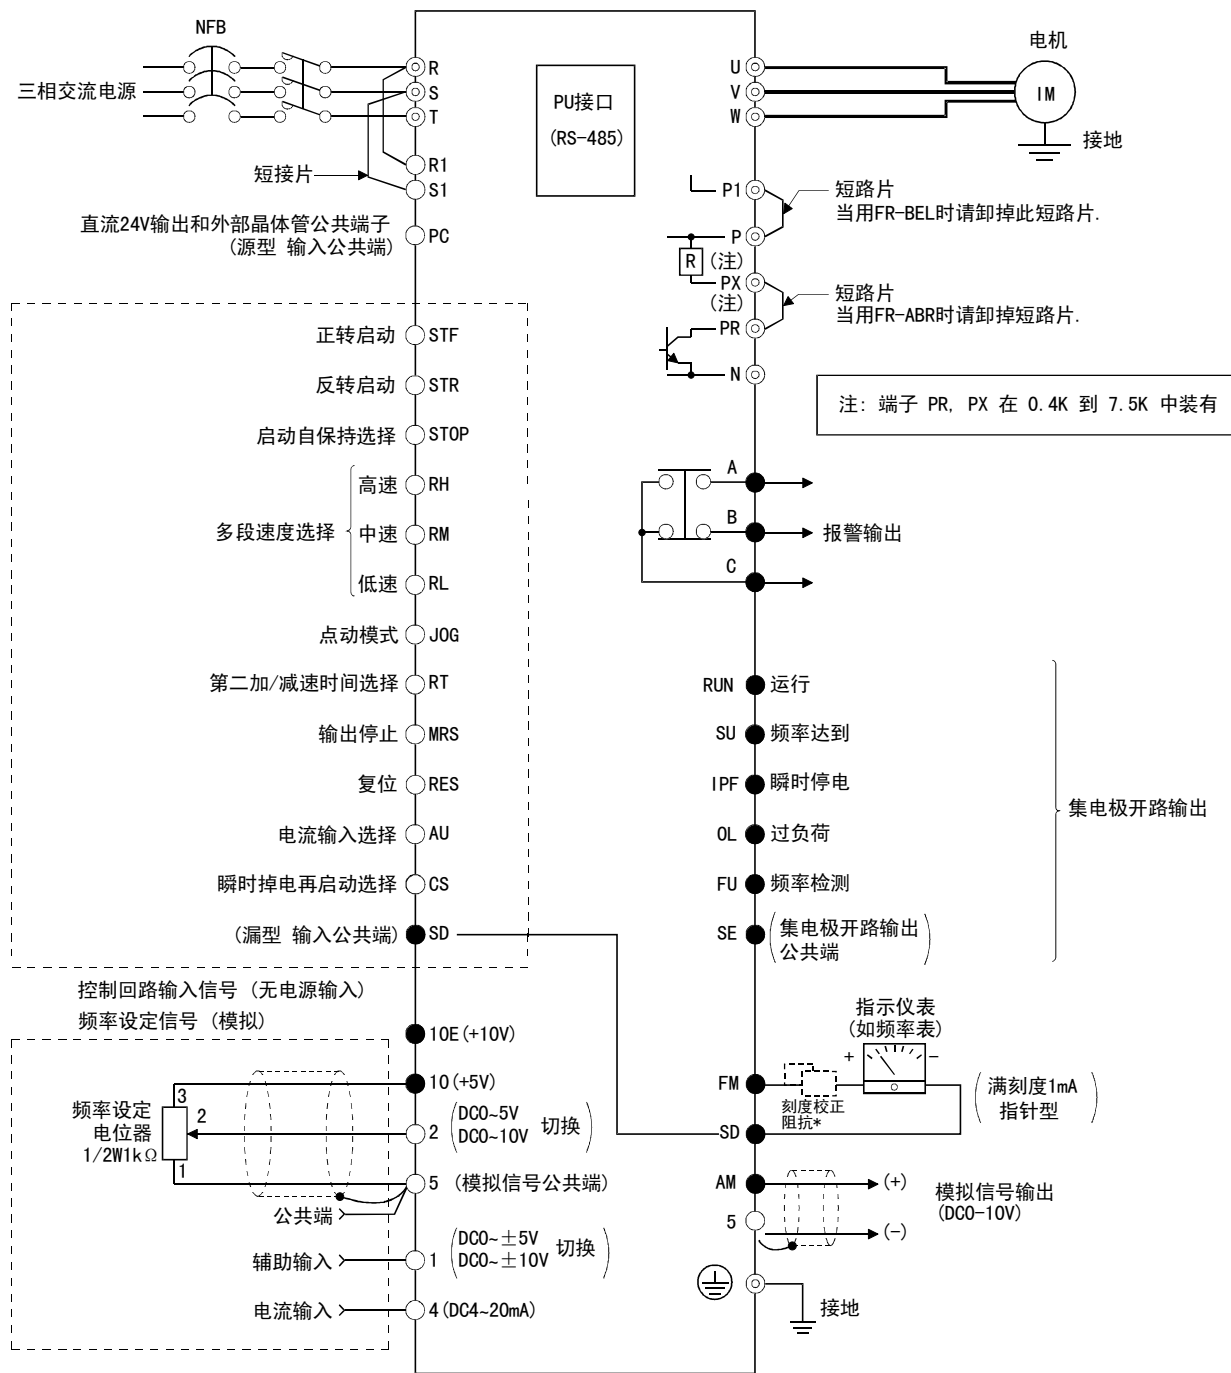 NFB
三相交流电源
R
S
T
R1
短接片
S1
直流24V输出和外部晶体管公共端子
(源型 输入公共端)
PC
PU接口
(RS-485)
电机
U
V
W
IM
接地
P1
短路片
当用FR-BEL时请卸掉此短路片.
P
R
(注)
PX
(注)
短路片
当用FR-ABR时请卸掉短路片.
PR
N
注: 端子 PR, PX 在 0.4K 到 7.5K 中装有
正转启动 STF
反转启动 STR
启动自保持选择 STOP
多段速度选择
高速 RH
中速 RM
低速 RL
点动模式 JOG
第二加/减速时间选择 RT
输出停止 MRS
复位 RES
电流输入选择 AU
瞬时掉电再启动选择 CS
(漏型 输入公共端) SD
控制回路输入信号 (无电源输入)
频率设定信号 (模拟)
A
B
报警输出
C
RUN 运行
SU 频率达到
IPF 瞬时停电
OL 过负荷
FU 频率检测
SE (集电极开路输出
公共端)
集电极开路输出
10E(+10V)
10(+5V)
3
频率设定
电位器
1/2W1kΩ
2
1
2 (DC0~5V
DC0~10V 切换)
5 (模拟信号公共端)
公共端
辅助输入 1 (DC0~±5V
DC0~±10V 切换)
电流输入 4(DC4~20mA)
指示仪表
(如频率表)
+ -
FM
刻度校正
阻抗*
(满刻度1mA
指针型)
SD
AM (+)
5 (-)
模拟信号输出
(DC0-10V)
接地